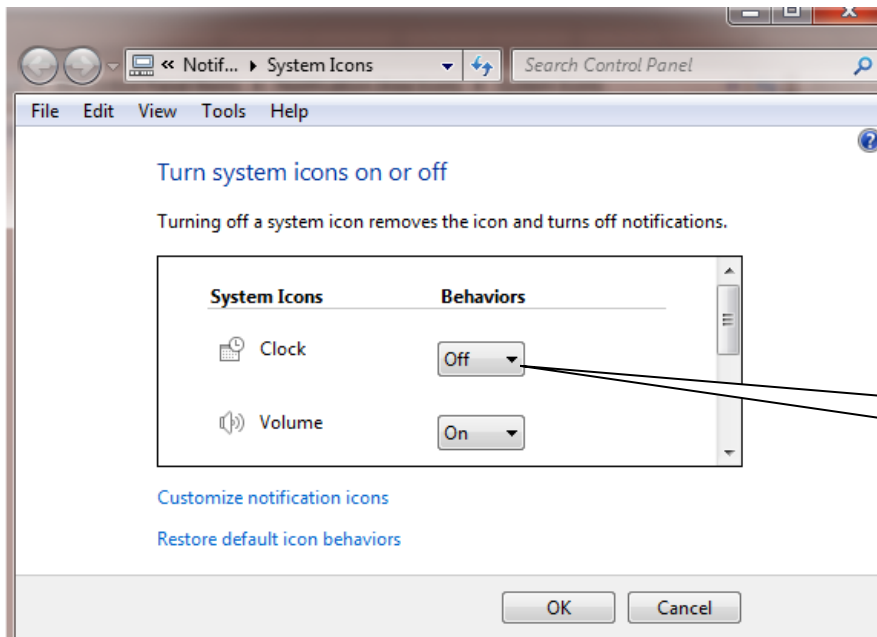 « Notif... ▸ System Icons
Search Control Panel
File Edit View Tools Help
Turn system icons on or off
Turning off a system icon removes the icon and turns off notifications.
System Icons Behaviors
Clock Off
Volume On
Customize notification icons
Restore default icon behaviors
OK Cancel